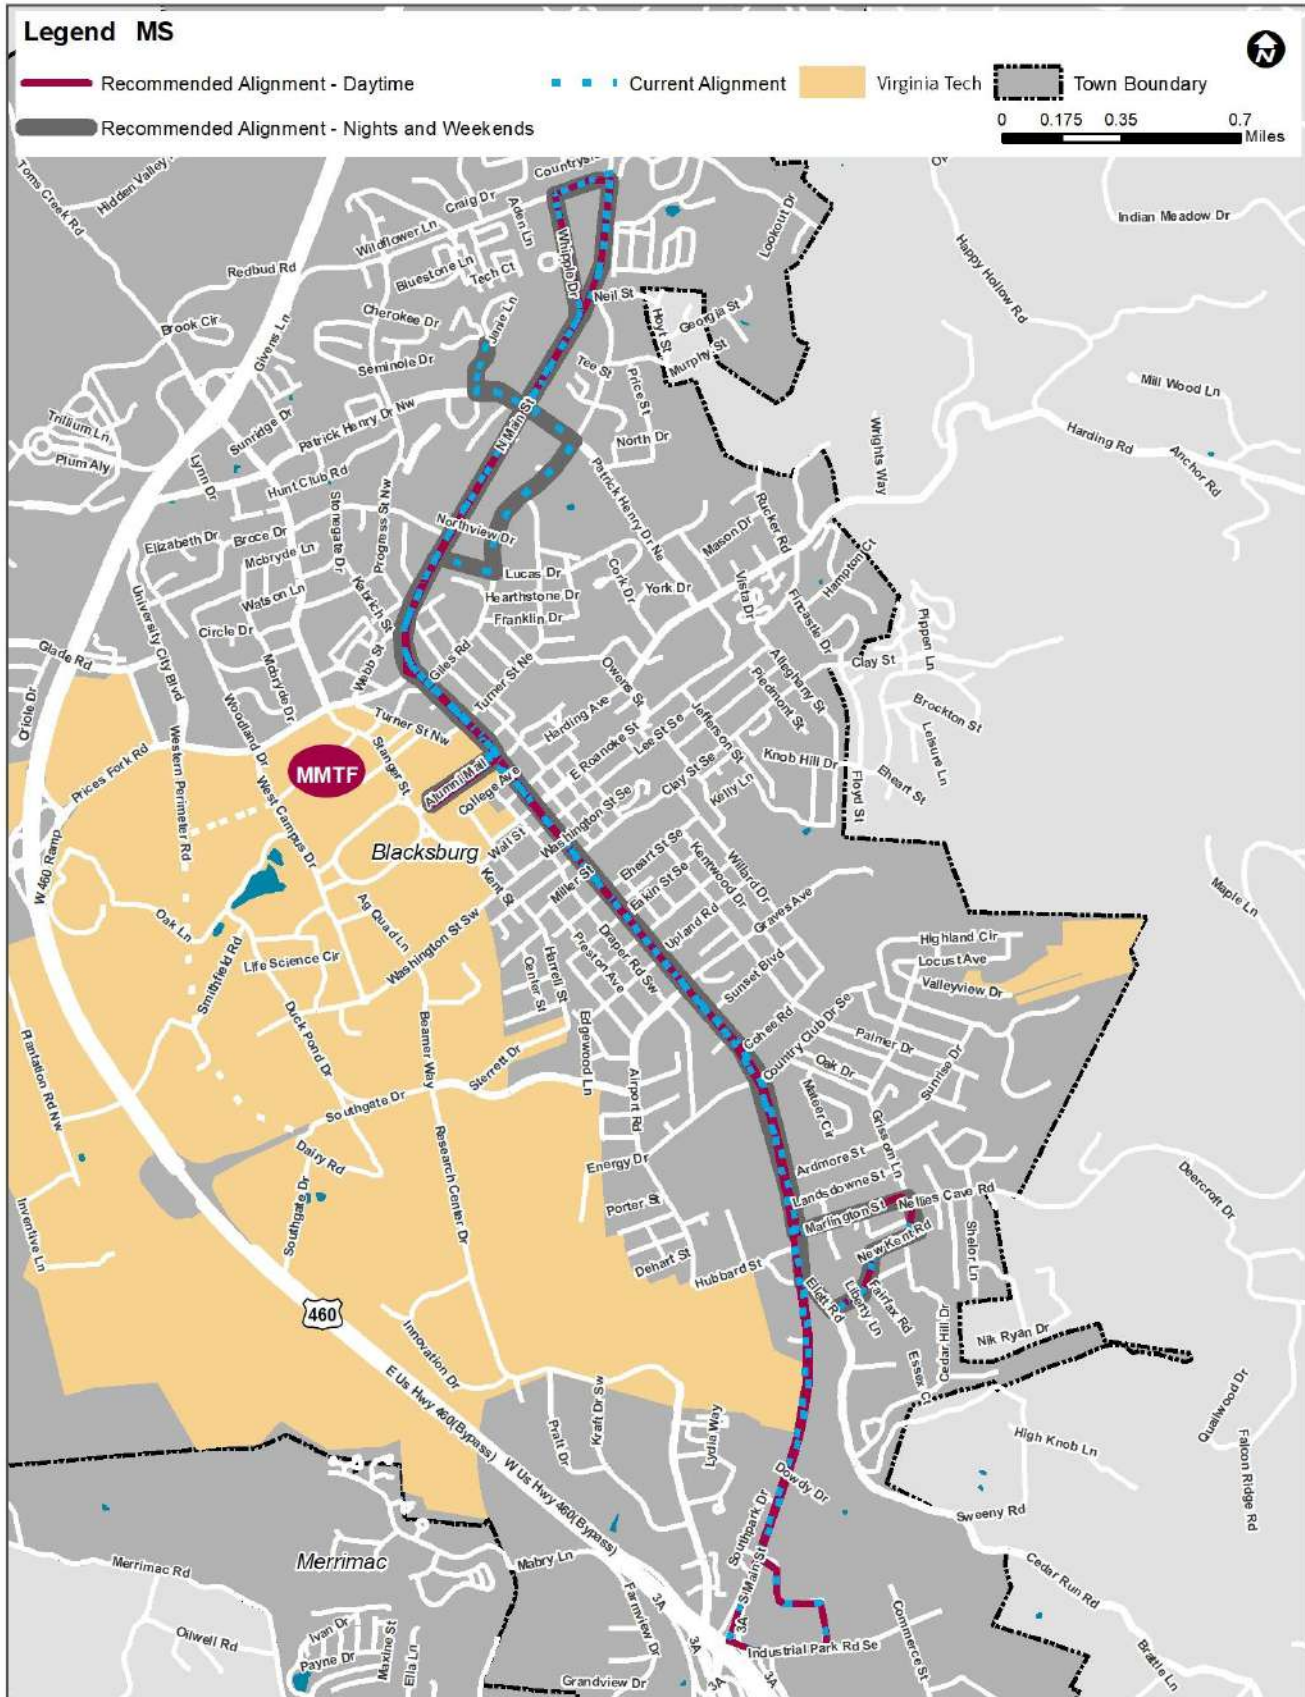 Legend MS
N
Recommended Alignment - Daytime
Current Alignment
Virginia Tech
Town Boundary
Recommended Alignment - Nights and Weekends
0 0.175 0.35 0.7
Miles
Toms Creek Rd
Hidden Valley
Countrysi
Craig Dr
Aden Ln
Wildflower Ln
Whipple Dr
Lookout Dr
Indian Meadow Dr
Happy Hollow Rd
Redbud Rd
Bluestone Ln
Tech Ct
Neil St
Hoyt St
Georgia St
Murphy St
Brook Cir
Givens Ln
Cherokee Dr
Janie Ln
Seminole Dr
Tee St
Price St
Mill Wood Ln
Trillium Ln
Plum Aly
Sunridge Dr
Patrick Henry Dr Nw
N Main St
North Dr
Wrights Way
Harding Rd
Anchor Rd
Lynn Dr
Hunt Club Rd
Stonegate Dr
Progress St Nw
Patrick Henry Dr Ne
Rucker Rd
Northview Dr
Mason Dr
Elizabeth Dr
Broce Dr
Mcbryde Ln
Lucas Dr
Cork Dr
York Dr
Vista Dr
Hampton Ct
Fincastle Dr
University City Blvd
Watson Ln
Kabrich St
Hearthstone Dr
Franklin Dr
Pippen Ln
Circle Dr
Webb St
Giles Rd
Turner St Ne
Owens St
Clay St
Alleghany St
Piedmont St
Glade Rd
Oriole Dr
Mcbryde Dr
Woodland Dr
Harding Ave
E Roanoke St
Lee St Se
Jefferson St
Brockton St
Leisure Ln
Western Perimeter Rd
Turner St Nw
Stanger St
Prices Fork Rd
MMTF
Alumni Mall
College Ave
Clay St Se
Kelly Ln
Knob Hill Dr
Floyd St
Eheart St
West Campus Dr
Washington St Se
Wall St
W 460 Ramp
Blacksburg
Kent St
Miller St
Eheart St Se
Eakin St Se
Kentwood Dr
Willard Dr
Graves Ave
Maple Ln
Oak Ln
Ag Quad Ln
Washington St Sw
Upland Rd
Draper Rd Sw
Preston Ave
Harrell St
Center St
Highland Cir
Locust Ave
Valleyview Dr
Smithfield Rd
Life Science Cir
Sunset Blvd
Plantation Rd Nw
Duck Pond Dr
Beamer Way
Edgewood Ln
Airport Rd
Cohee Rd
Country Club Dr Se
Palmer Dr
Sterrett Dr
Oak Dr
Mateer Cir
Sunrise Dr
Southgate Dr
Dairy Rd
Grissom Ln
Research Center Dr
Energy Dr
Ardmore St
Landsdowne St
Marlington St
Nellies Cave Rd
Deercroft Dr
Inventive Ln
Southgate Dr
Porter St
New Kent Rd
Shelor Ln
Dehart St
Hubbard St
Ellett Rd
Liberty Ln
Fairfax Rd
460
Cedar Hill Dr
Nik Ryan Dr
Innovation Dr
Essex Ct
Quailwood Dr
E Us Hwy 460(Bypass)
W Us Hwy 460(Bypass)
Pratt Dr
Kraft Dr Sw
Lydia Way
High Knob Ln
Falcon Ridge Rd
Dowdy Dr
Southpark Dr
S Main St
Sweeny Rd
Merrimac Rd
Merrimac
Mabry Ln
Cedar Run Rd
Oilwell Rd
Ivan Dr
Payne Dr
Maxine St
Ella Ln
Farmview Dr
3A
3A
3A
3A
3A
Industrial Park Rd Se
Commerce St
Brattle Ln
Grandview Dr